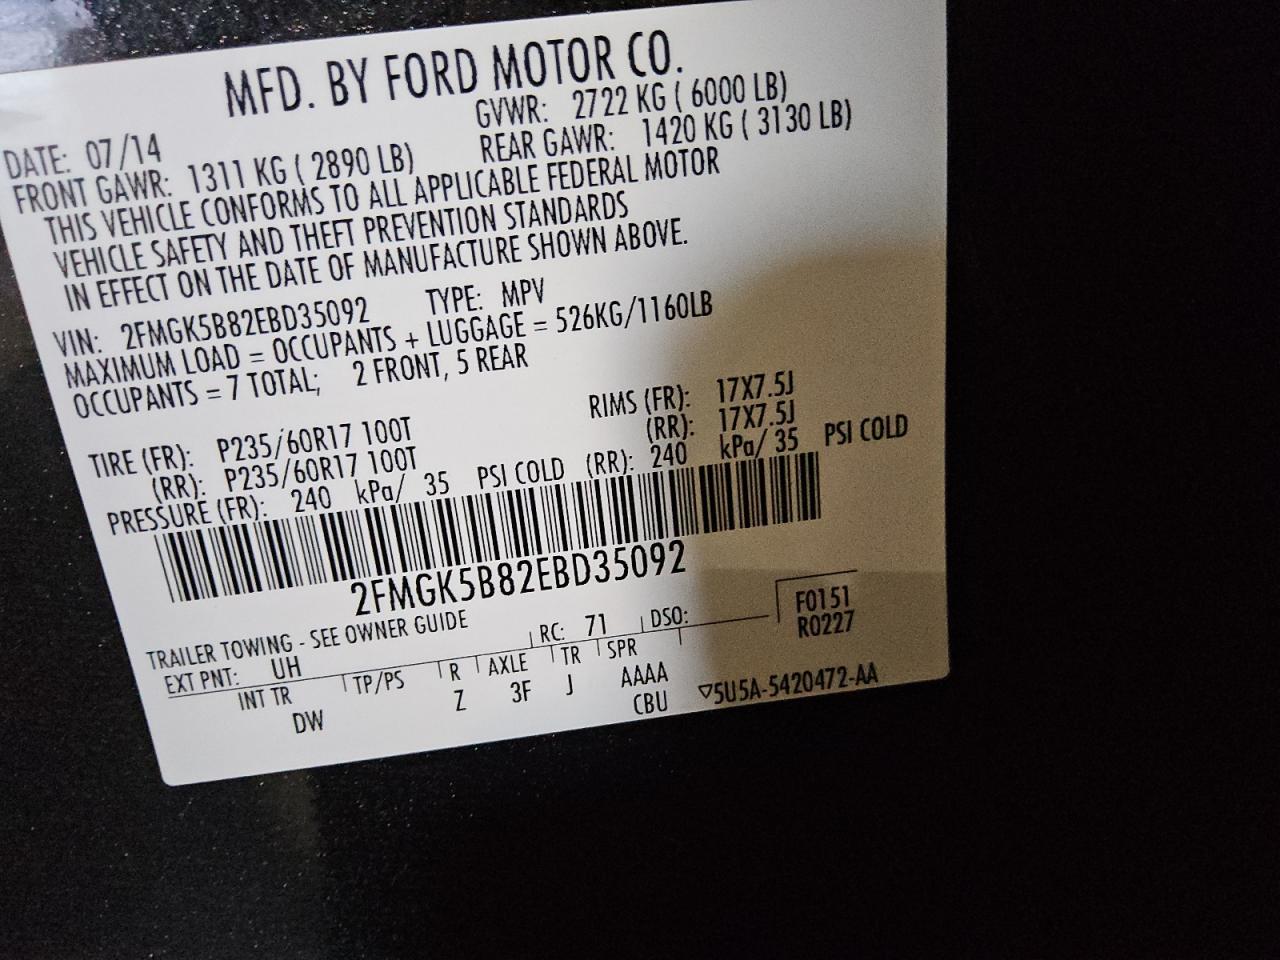 MFD. BY FORD MOTOR CO.
DATE: 07/14 GVWR: 2722 KG ( 6000 LB)
FRONT GAWR: 1311 KG ( 2890 LB) REAR GAWR: 1420 KG ( 3130 LB)
THIS VEHICLE CONFORMS TO ALL APPLICABLE FEDERAL MOTOR
VEHICLE SAFETY AND THEFT PREVENTION STANDARDS
IN EFFECT ON THE DATE OF MANUFACTURE SHOWN ABOVE.
VIN: 2FMGK5B82EBD35092 TYPE: MPV
MAXIMUM LOAD = OCCUPANTS + LUGGAGE = 526KG/1160LB
OCCUPANTS = 7 TOTAL; 2 FRONT, 5 REAR
TIRE (FR): P235/60R17 100T RIMS (FR): 17X7.5J
(RR): P235/60R17 100T (RR): 17X7.5J
PRESSURE (FR): 240 kPa/ 35 PSI COLD (RR): 240 kPa/ 35 PSI COLD
2FMGK5B82EBD35092
TRAILER TOWING - SEE OWNER GUIDE
EXT PNT: UH RC: 71 DSO: F0151
R0227
INT TR TP/PS R AXLE TR SPR
DW Z 3F J AAAA
CBU ▽5U5A-5420472-AA